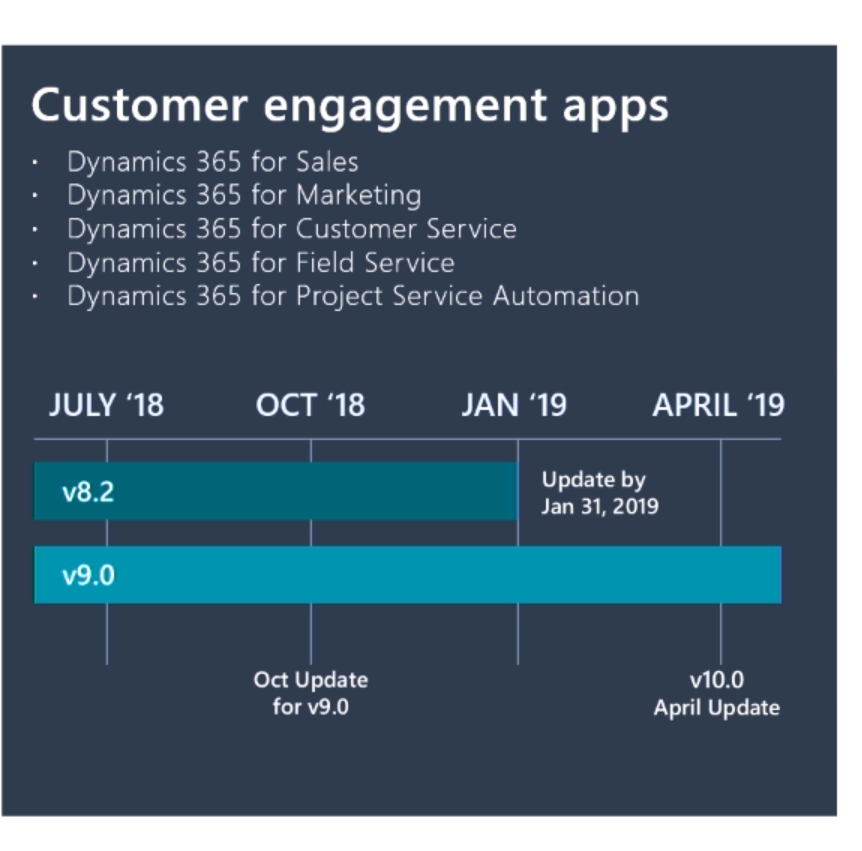 Customer engagement apps
· Dynamics 365 for Sales
· Dynamics 365 for Marketing
· Dynamics 365 for Customer Service
· Dynamics 365 for Field Service
· Dynamics 365 for Project Service Automation
JULY ‘18 OCT ‘18 JAN ‘19 APRIL ‘19
v8.2
Update by
Jan 31, 2019
v9.0
Oct Update
for v9.0
v10.0
April Update